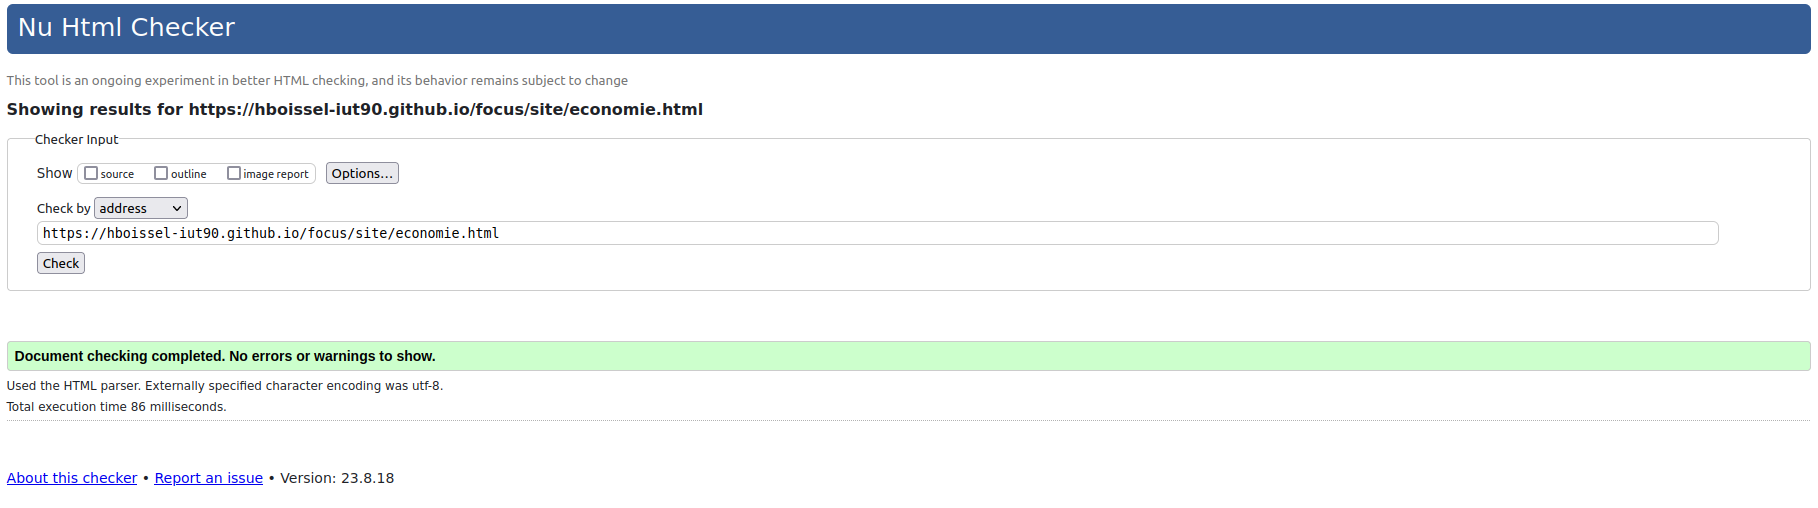 Nu Html Checker
This tool is an ongoing experiment in better HTML checking, and its behavior remains subject to change
Showing results for https://hboissel-iut90.github.io/focus/site/economie.html
Checker Input
Show source outline image report Options...
Check by address
https://hboissel-iut90.github.io/focus/site/economie.html
Check
Document checking completed. No errors or warnings to show.
Used the HTML parser. Externally specified character encoding was utf-8.
Total execution time 86 milliseconds.
About this checker • Report an issue • Version: 23.8.18